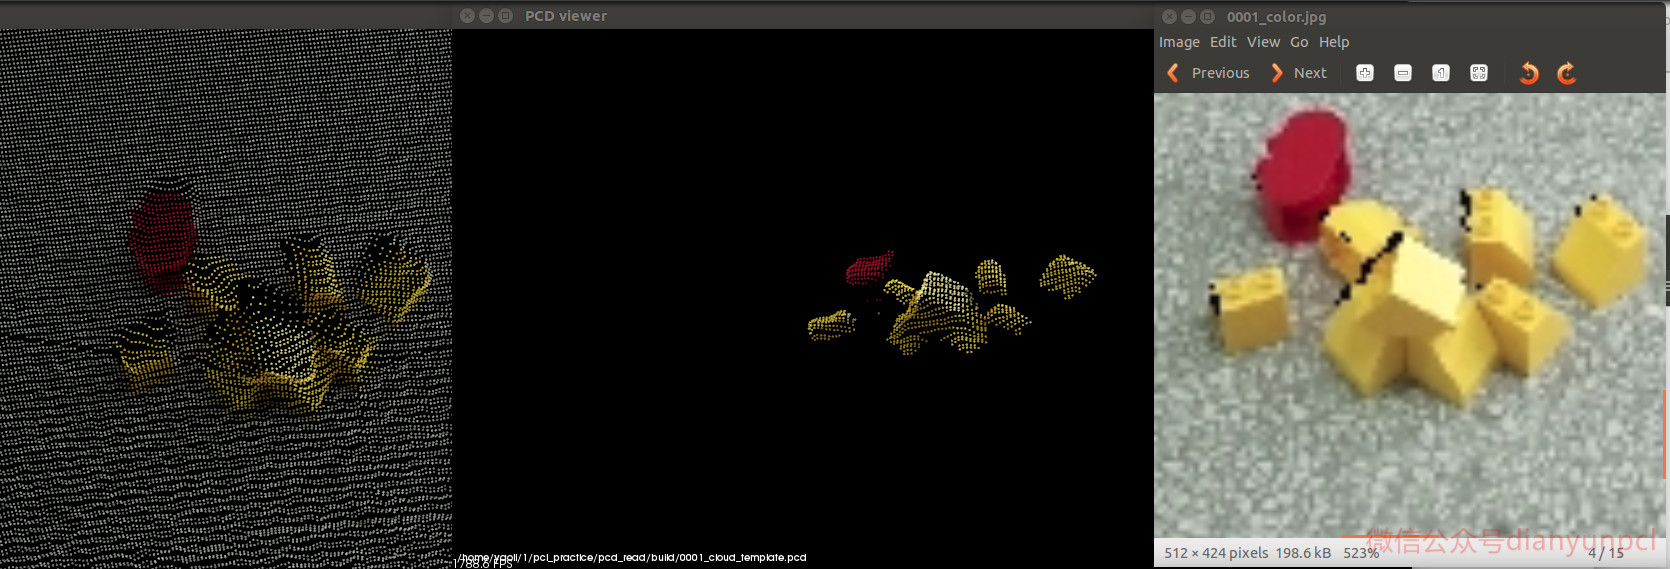 PCD viewer
0001_color.jpg
Image Edit View Go Help
Previous Next
/home/yaoli/1/pcl_practice/pcd_read/build/0001_cloud_template.pcd
1788.6 FPS
微信公众号dianyunpcl
512 × 424 pixels 198.6 kB 523% 4 / 15